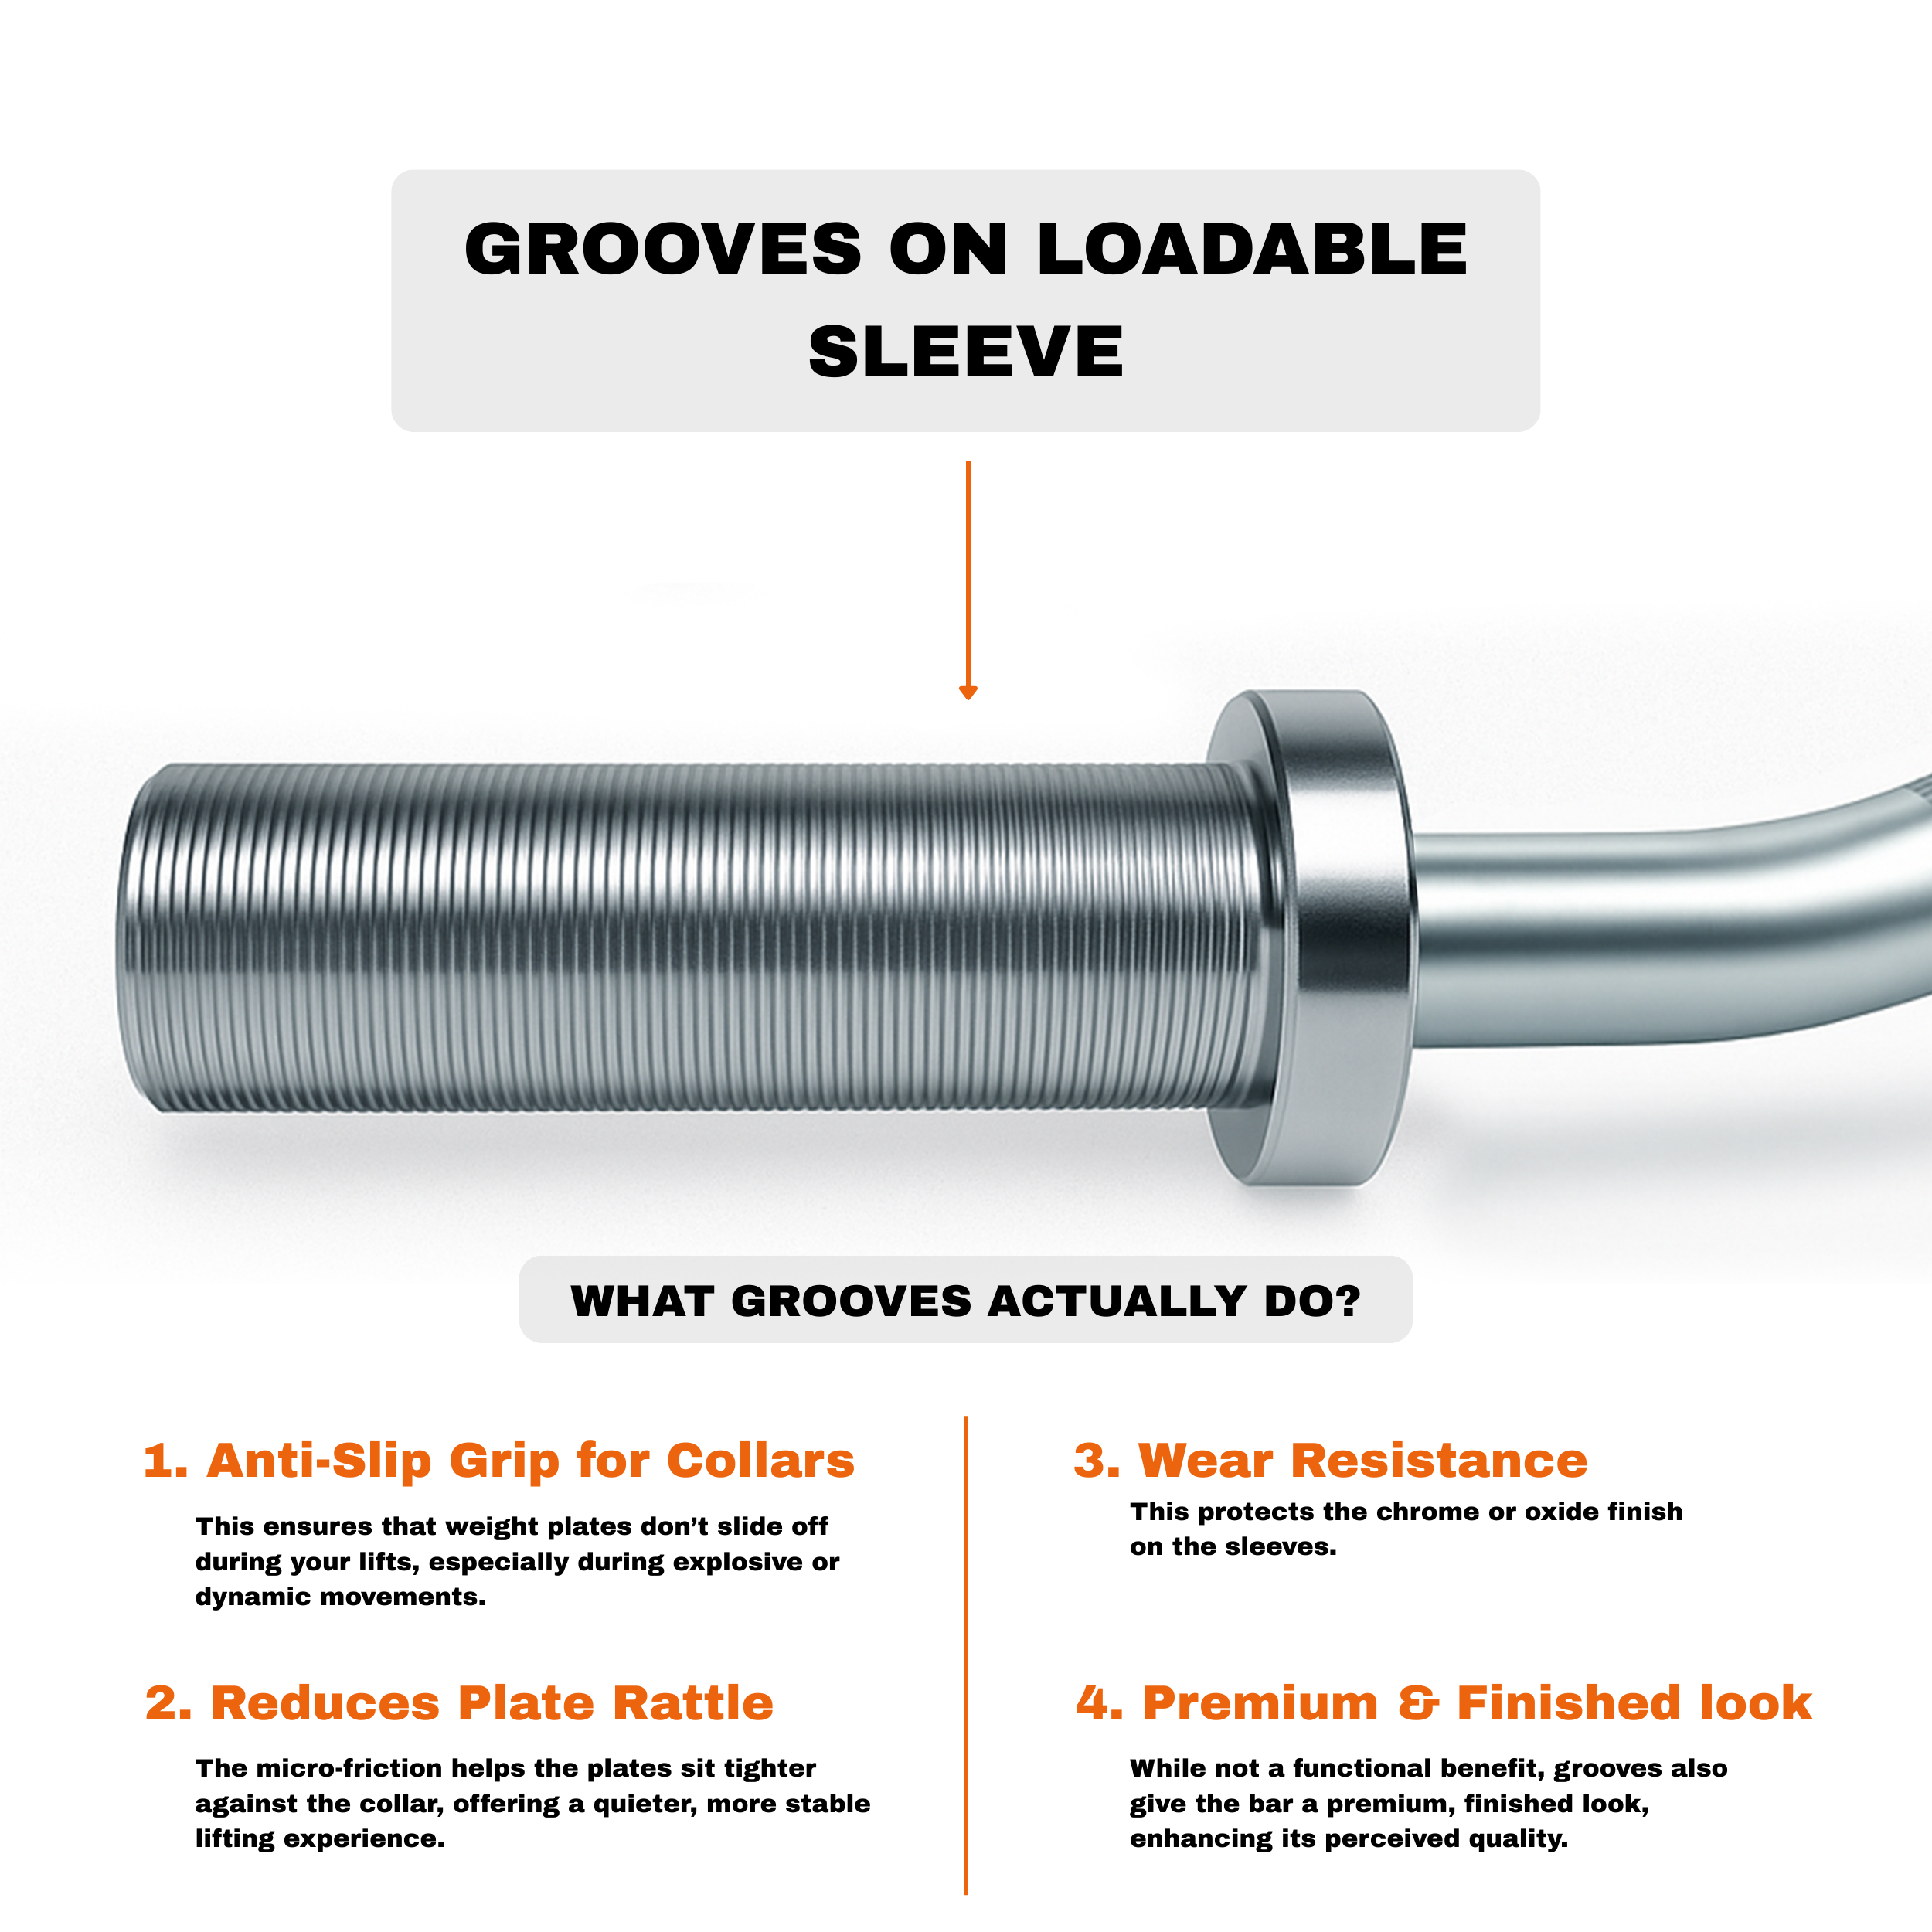 GROOVES ON LOADABLE
SLEEVE
WHAT GROOVES ACTUALLY DO?
1. Anti-Slip Grip for Collars
This ensures that weight plates don’t slide off
during your lifts, especially during explosive or
dynamic movements.
2. Reduces Plate Rattle
The micro-friction helps the plates sit tighter
against the collar, offering a quieter, more stable
lifting experience.
3. Wear Resistance
This protects the chrome or oxide finish
on the sleeves.
4. Premium & Finished look
While not a functional benefit, grooves also
give the bar a premium, finished look,
enhancing its perceived quality.